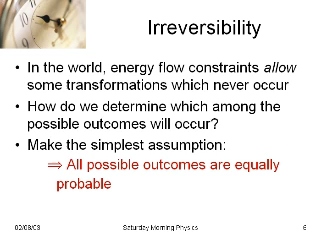 Irreversibility
• In the world, energy flow constraints allow
some transformations which never occur
• How do we determine which among the
possible outcomes will occur?
• Make the simplest assumption:
⇒ All possible outcomes are equally
probable
02/08/03 Saturday Morning Physics 6